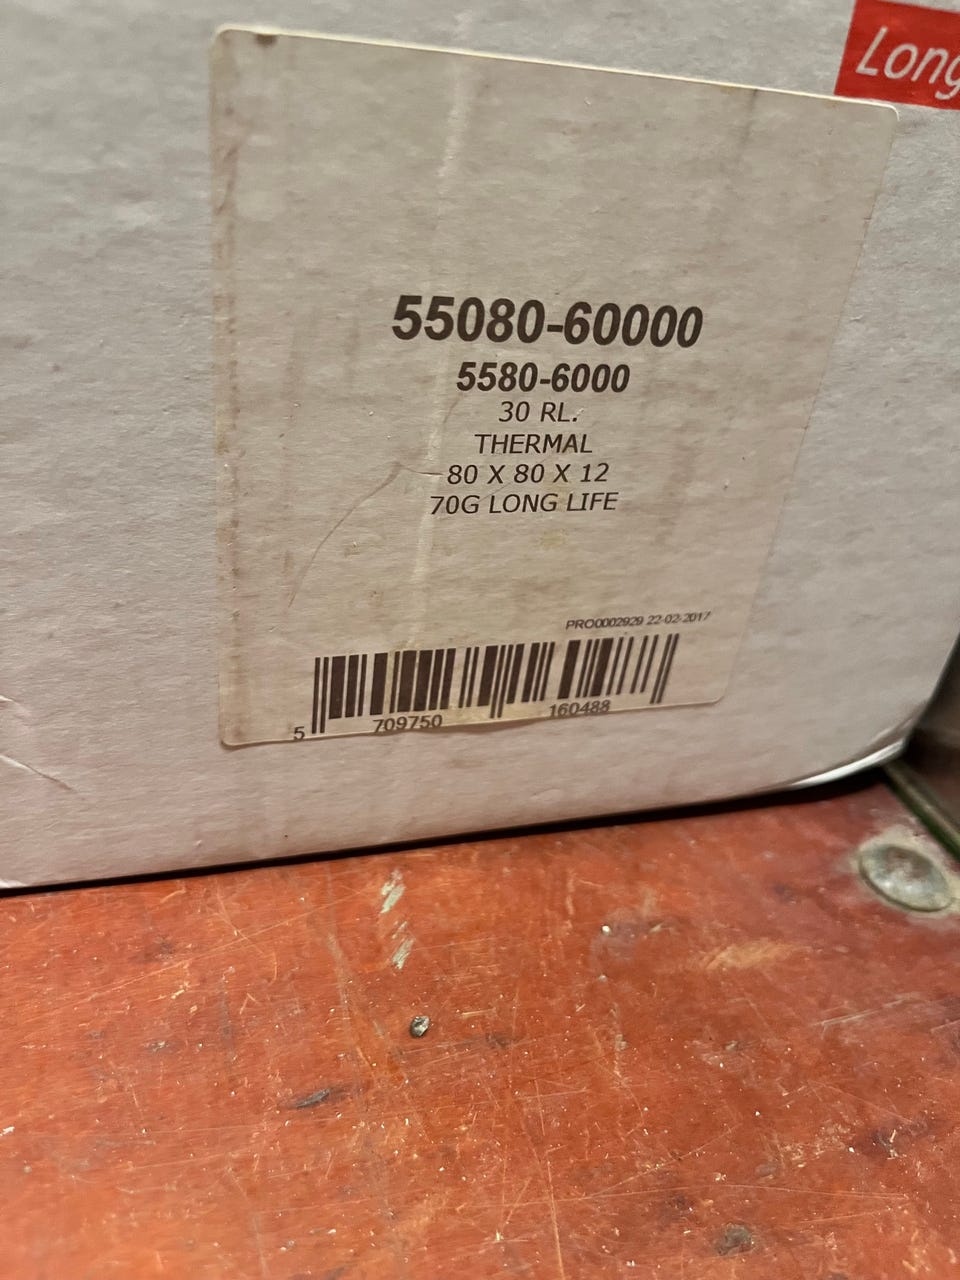 Long
55080-60000
5580-6000
30 RL.
THERMAL
80 X 80 X 12
70G LONG LIFE
PRO0002929 22-02-2017
5 709750 160488